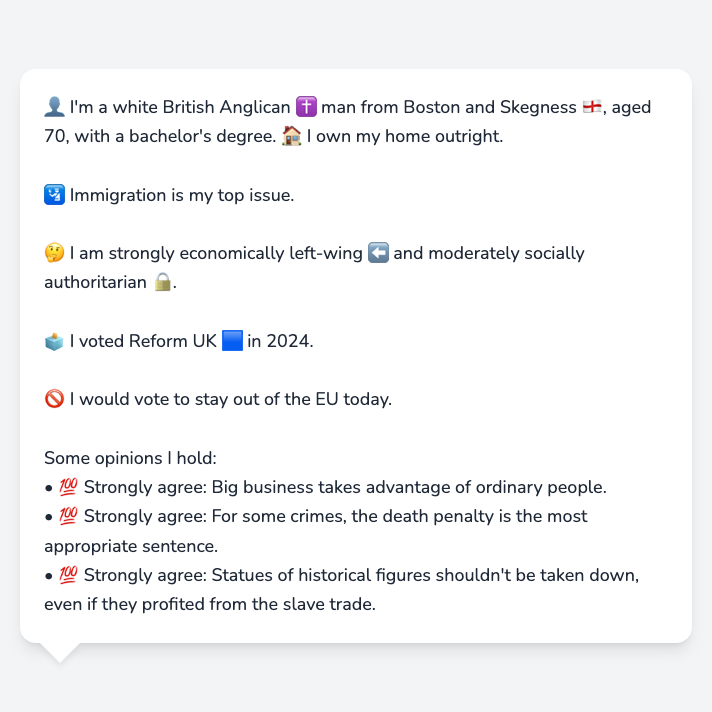 👤 I'm a white British Anglican ✝️ man from Boston and Skegness 🏴󠁧󠁢󠁥󠁮󠁧󠁿, aged
70, with a bachelor's degree. 🏠 I own my home outright.
🛂 Immigration is my top issue.
🤔 I am strongly economically left-wing ⬅️ and moderately socially
authoritarian 🔒.
🗳️ I voted Reform UK 🟦 in 2024.
🚫 I would vote to stay out of the EU today.
Some opinions I hold:
• 💯 Strongly agree: Big business takes advantage of ordinary people.
• 💯 Strongly agree: For some crimes, the death penalty is the most
appropriate sentence.
• 💯 Strongly agree: Statues of historical figures shouldn't be taken down,
even if they profited from the slave trade.